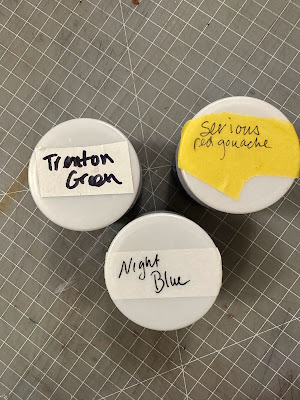 Trenton
Green
Serious
red gouache
Night
Blue